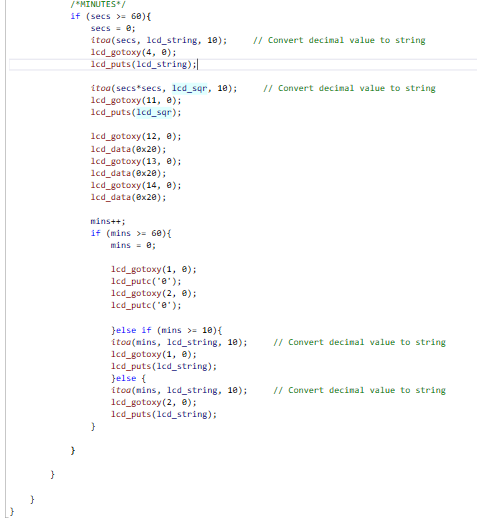 /*MINUTES*/
if (secs >= 60){
secs = 0;
itoa(secs, lcd_string, 10);     // Convert decimal value to string
lcd_gotoxy(4, 0);
lcd_puts(lcd_string);
itoa(secs*secs, lcd_sqr, 10);     // Convert decimal value to string
lcd_gotoxy(11, 0);
lcd_puts(lcd_sqr);
lcd_gotoxy(12, 0);
lcd_data(0x20);
lcd_gotoxy(13, 0);
lcd_data(0x20);
lcd_gotoxy(14, 0);
lcd_data(0x20);
mins++;
if (mins >= 60){
mins = 0;
lcd_gotoxy(1, 0);
lcd_putc('0');
lcd_gotoxy(2, 0);
lcd_putc('0');
}else if (mins >= 10){
itoa(mins, lcd_string, 10);     // Convert decimal value to string
lcd_gotoxy(1, 0);
lcd_puts(lcd_string);
}else {
itoa(mins, lcd_string, 10);     // Convert decimal value to string
lcd_gotoxy(2, 0);
lcd_puts(lcd_string);
}
}
}
}
}